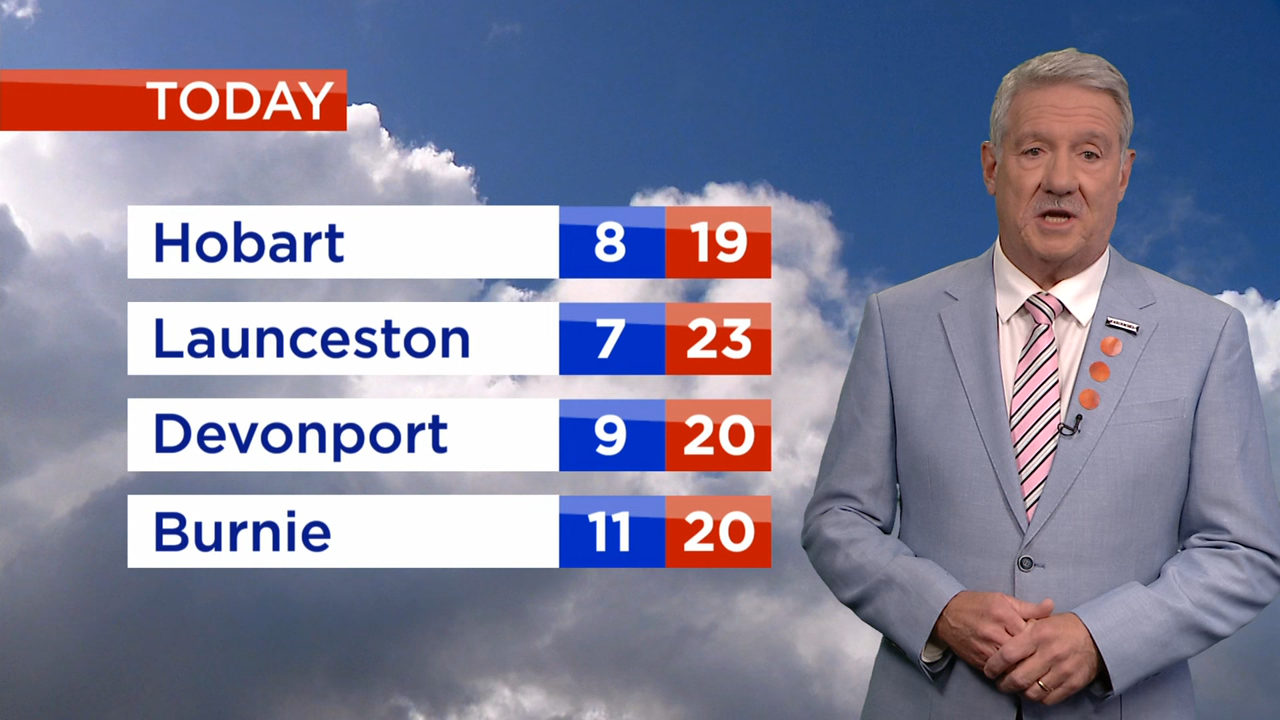 TODAY
Hobart 8 19
Launceston 7 23
Devonport 9 20
Burnie 11 20